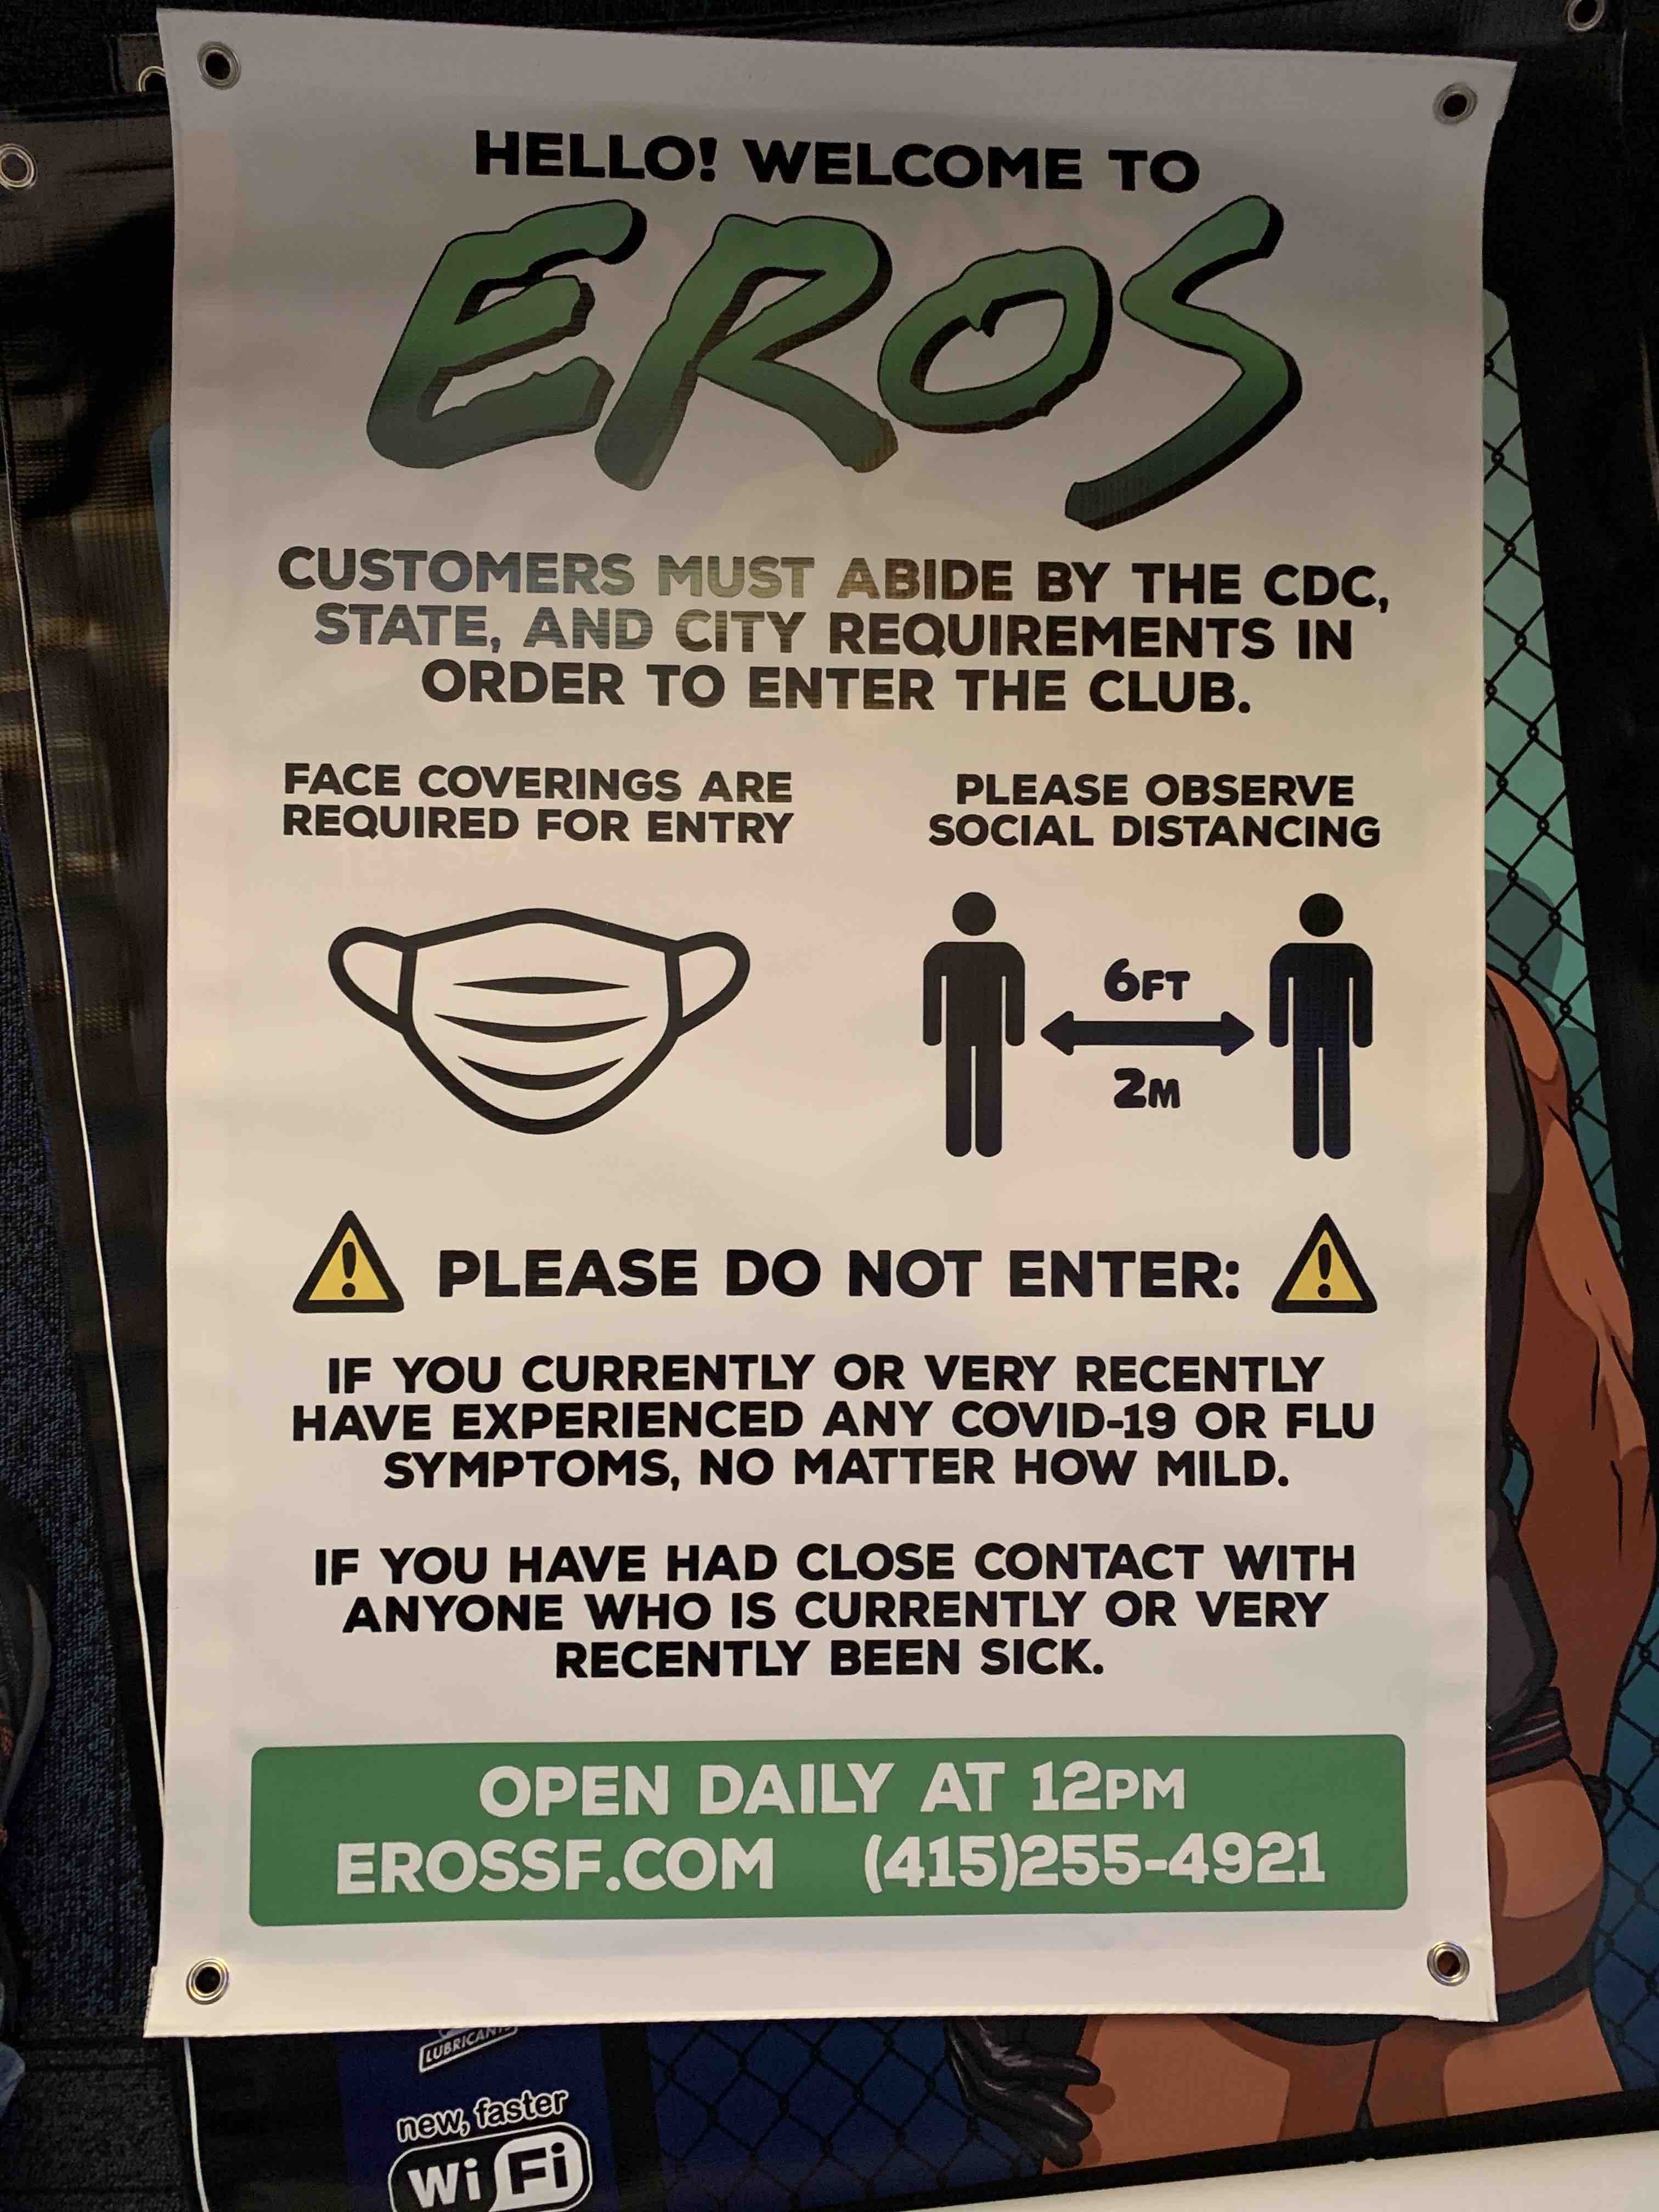 HELLO! WELCOME TO
EROS
CUSTOMERS MUST ABIDE BY THE CDC,
STATE, AND CITY REQUIREMENTS IN
ORDER TO ENTER THE CLUB.
FACE COVERINGS ARE
REQUIRED FOR ENTRY
PLEASE OBSERVE
SOCIAL DISTANCING
6FT
2M
PLEASE DO NOT ENTER:
IF YOU CURRENTLY OR VERY RECENTLY
HAVE EXPERIENCED ANY COVID-19 OR FLU
SYMPTOMS, NO MATTER HOW MILD.
IF YOU HAVE HAD CLOSE CONTACT WITH
ANYONE WHO IS CURRENTLY OR VERY
RECENTLY BEEN SICK.
OPEN DAILY AT 12PM
EROSSF.COM (415)255-4921
LUBRICANTS
new, faster
Wi Fi